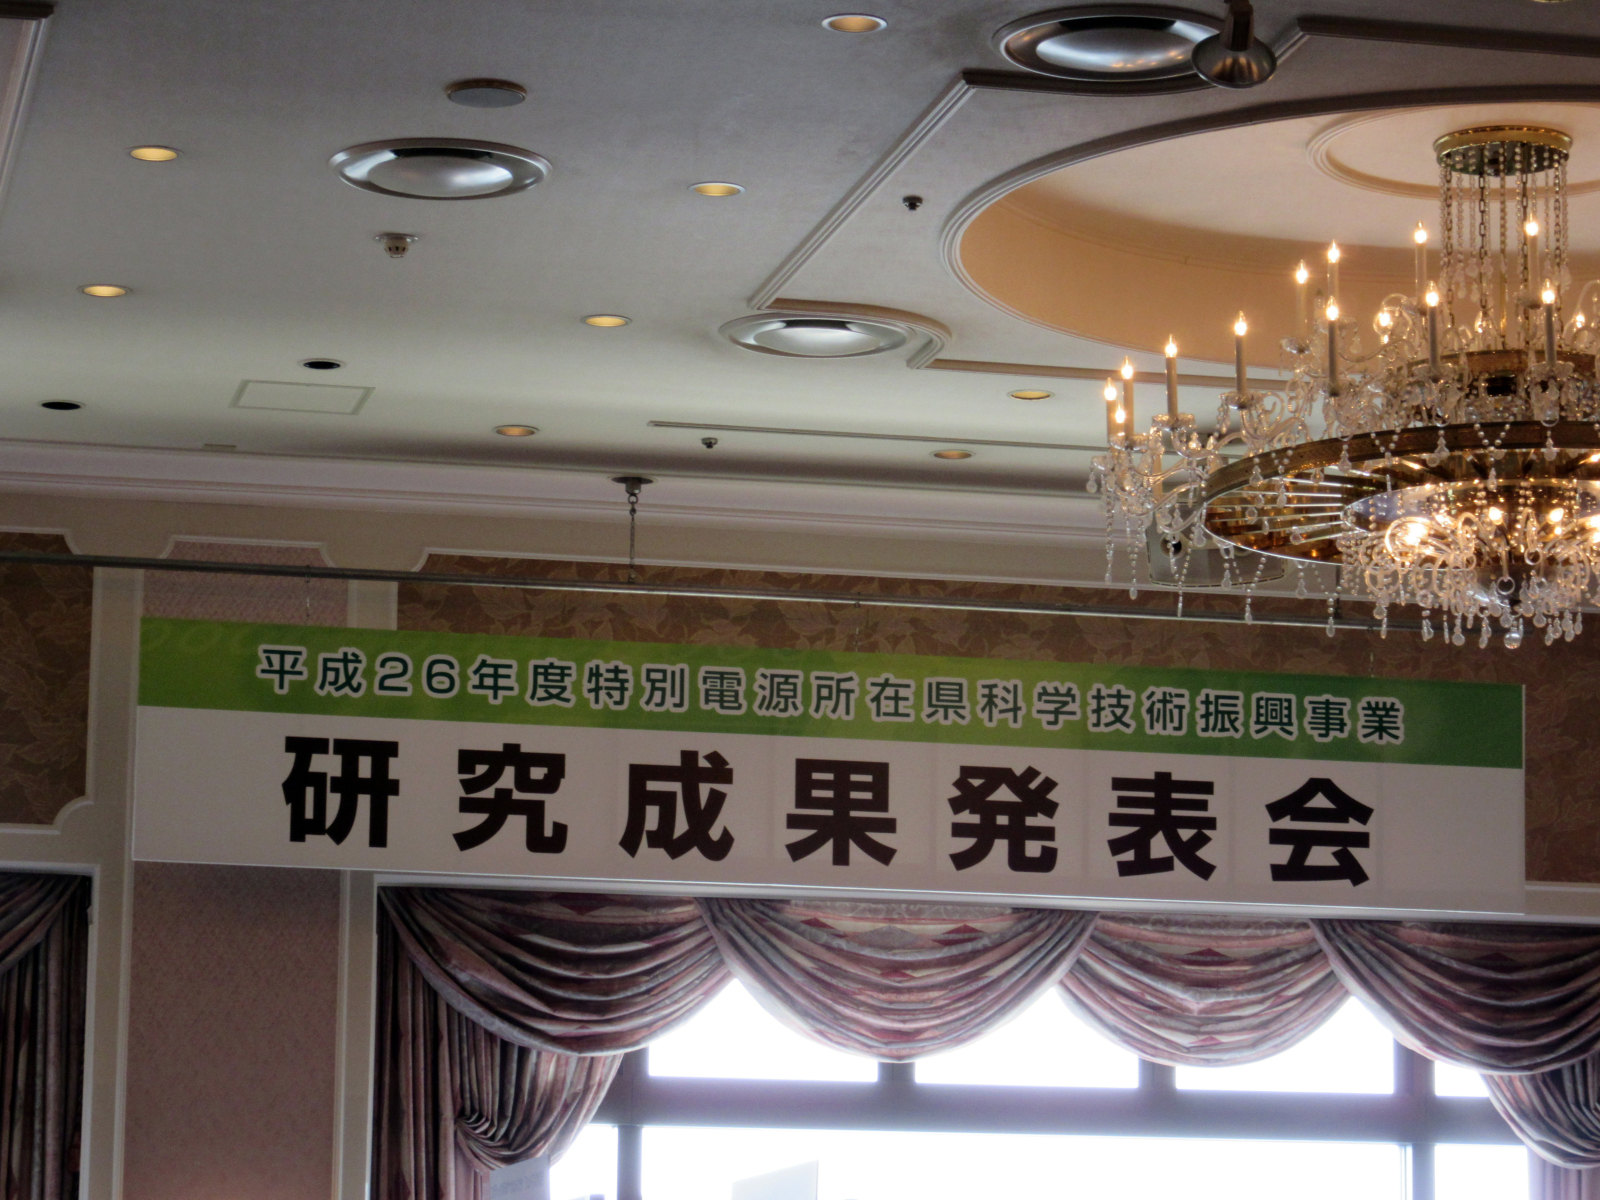 平成26年度特別電源所在県科学技術振興事業
研究成果発表会